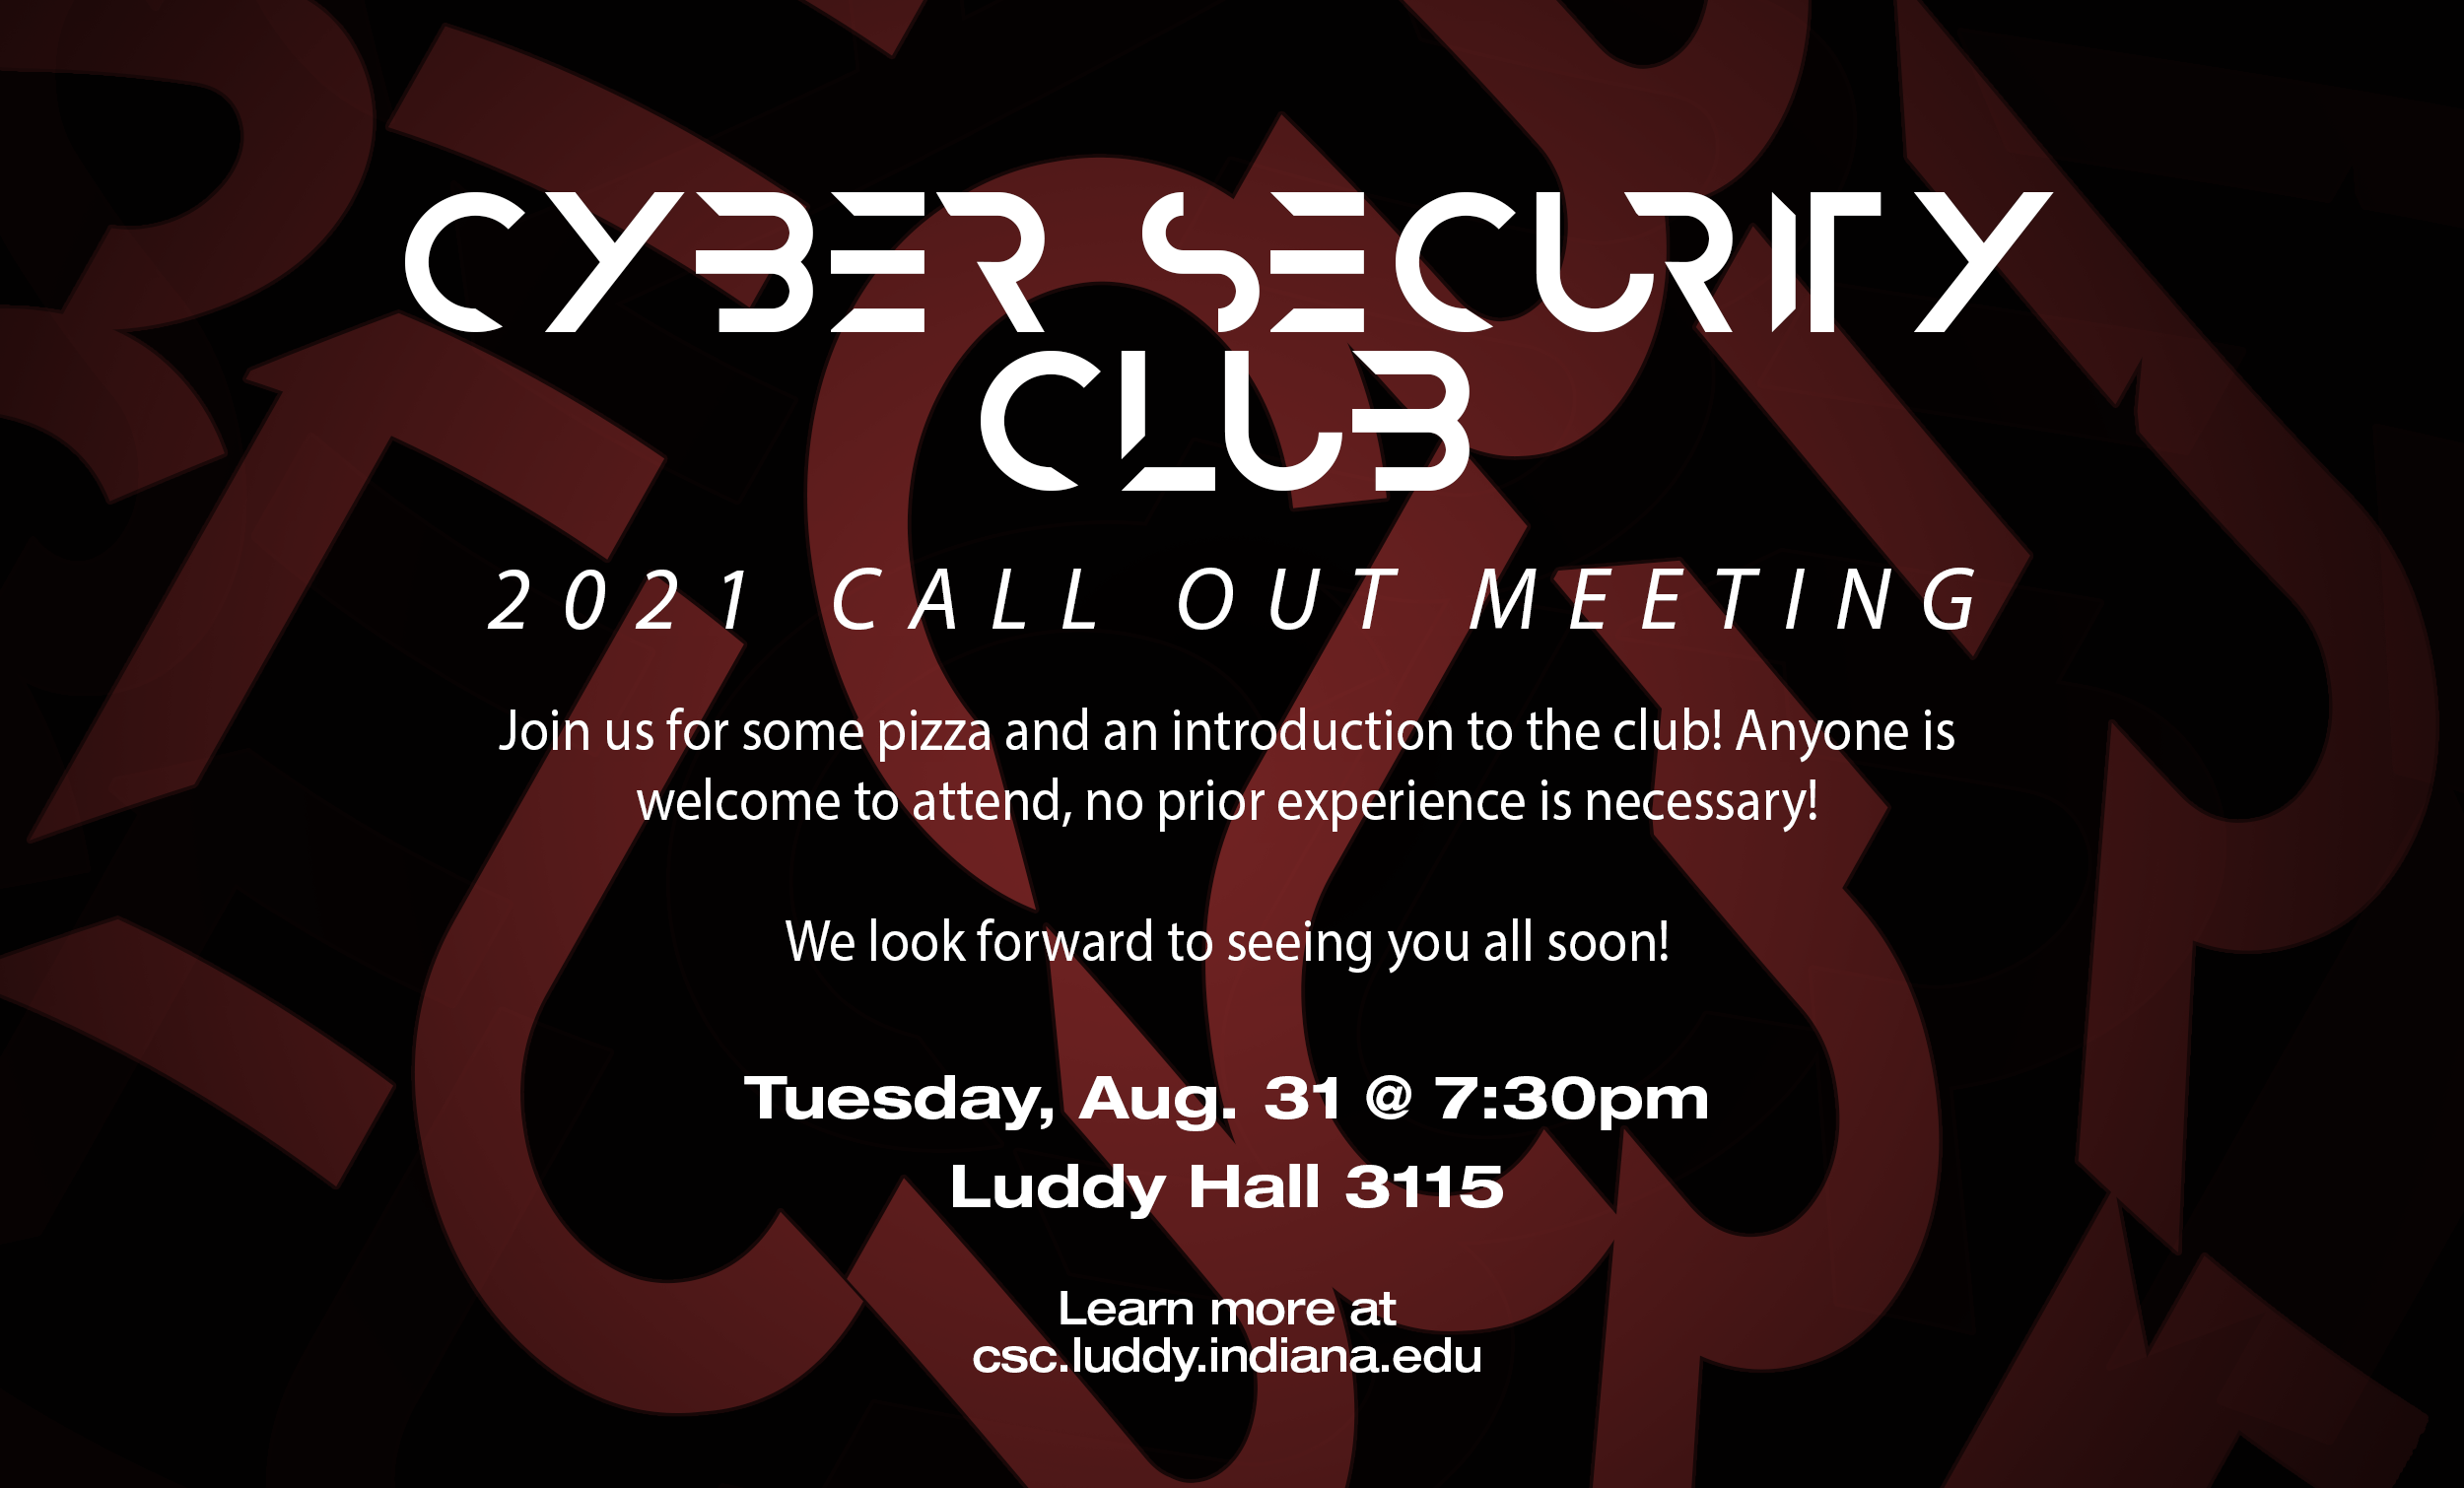 CYBER SECURITY
CLUB
2021 CALL OUT MEETING
Join us for some pizza and an introduction to the club! Anyone is
welcome to attend, no prior experience is necessary!
We look forward to seeing you all soon!
Tuesday, Aug. 31 @ 7:30pm
Luddy Hall 3115
Learn more at
csc.luddy.indiana.edu